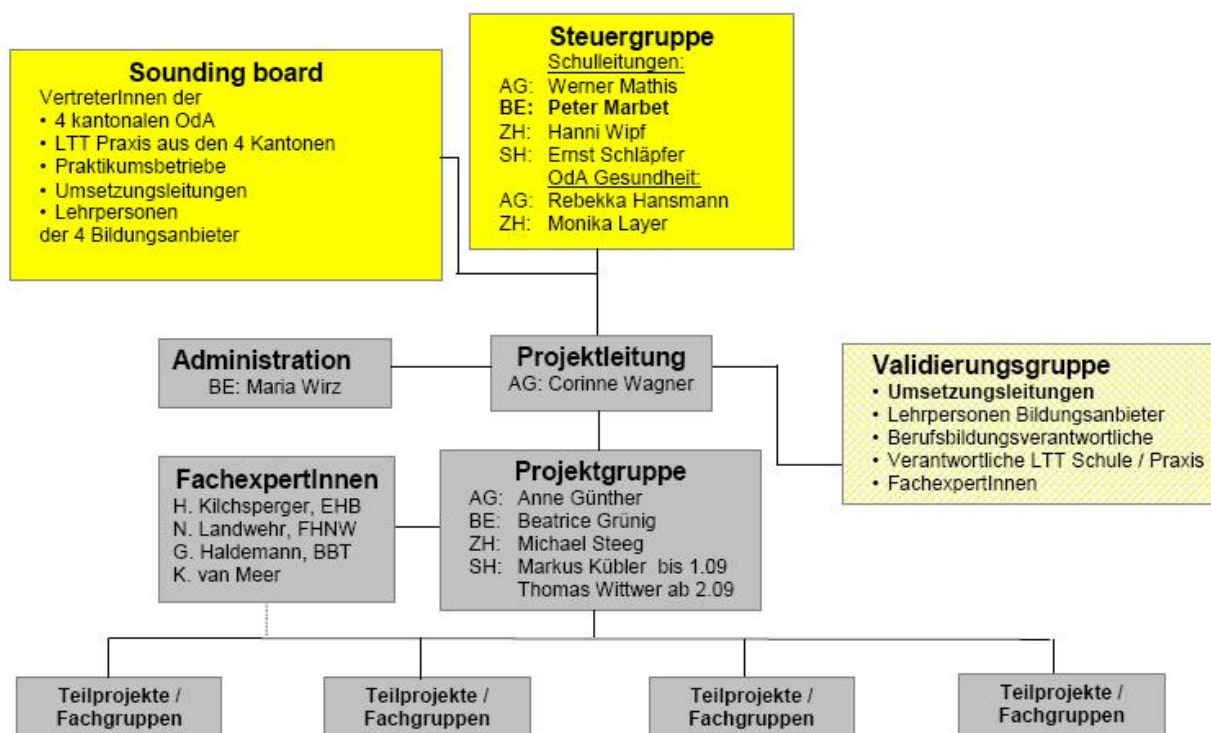 Sounding board
VertreterInnen der
• 4 kantonalen OdA
• LTT Praxis aus den 4 Kantonen
• Praktikumsbetriebe
• Umsetzungsleitungen
• Lehrpersonen
der 4 Bildungsanbieter
Steuergruppe
Schulleitungen:
AG: Werner Mathis
BE: Peter Marbet
ZH: Hanni Wipf
SH: Ernst Schläpfer
OdA Gesundheit:
AG: Rebekka Hansmann
ZH: Monika Layer
Administration
BE: Maria Wirz
Projektleitung
AG: Corinne Wagner
Validierungsgruppe
• Umsetzungsleitungen
• Lehrpersonen Bildungsanbieter
• Berufsbildungsverantwortliche
• Verantwortliche LTT Schule / Praxis
• FachexpertInnen
FachexpertInnen
H. Kilchsperger, EHB
N. Landwehr, FHNW
G. Haldemann, BBT
K. van Meer
Projektgruppe
AG: Anne Günther
BE: Beatrice Grünig
ZH: Michael Steeg
SH: Markus Kübler bis 1.09
Thomas Wittwer ab 2.09
Teilprojekte /
Fachgruppen
Teilprojekte /
Fachgruppen
Teilprojekte /
Fachgruppen
Teilprojekte /
Fachgruppen